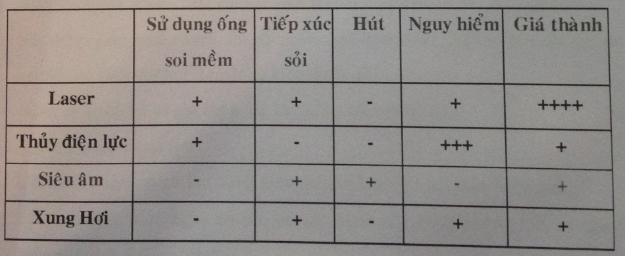 Sử dụng ống soi mềm | Tiếp xúc sỏi | Hút | Nguy hiểm | Giá thành
Laser | + | + | - | + | ++++
Thủy điện lực | + | - | - | +++ | +
Siêu âm | - | + | + | - | +
Xung Hơi | - | + | - | + | +